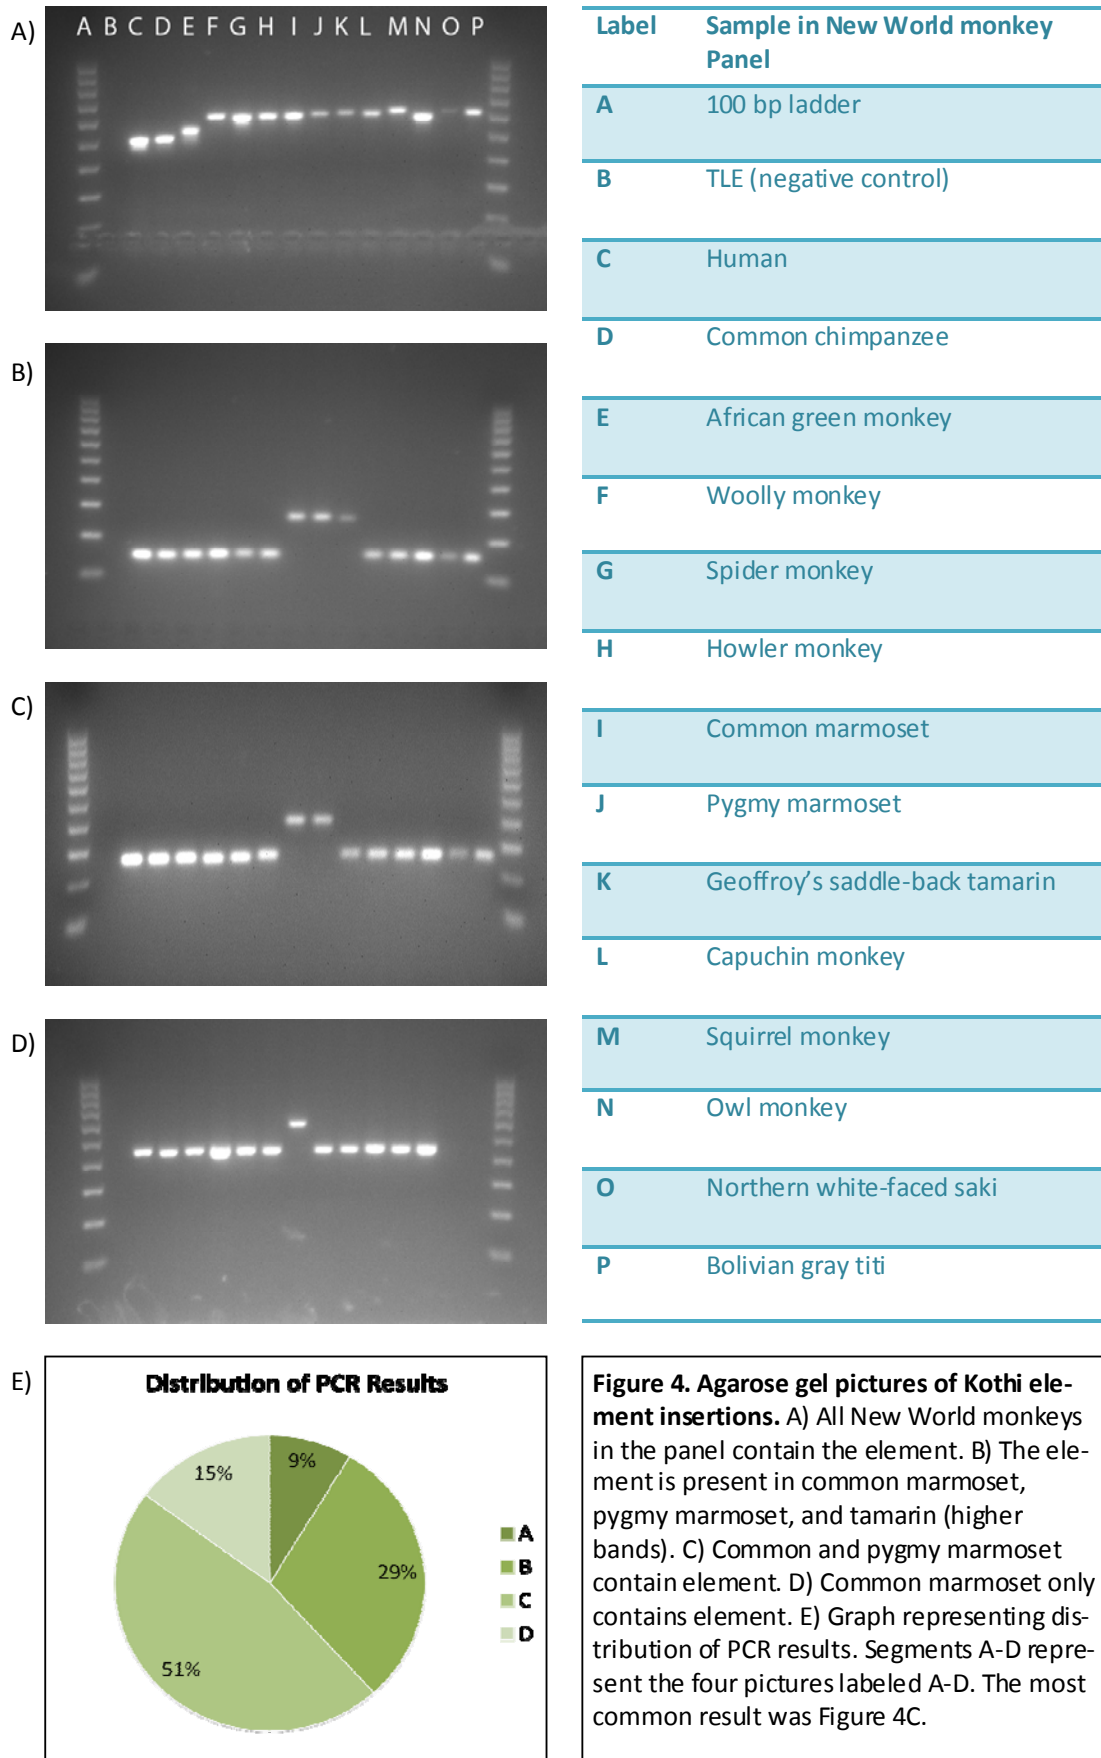 A)
A B C D E F G H I J K L M N O P
B)
C)
D)
Label Sample in New World monkey
Panel
A 100 bp ladder
B TLE (negative control)
C Human
D Common chimpanzee
E African green monkey
F Woolly monkey
G Spider monkey
H Howler monkey
I Common marmoset
J Pygmy marmoset
K Geoffroy's saddle-back tamarin
L Capuchin monkey
M Squirrel monkey
N Owl monkey
O Northern white-faced saki
P Bolivian gray titi
E)
Distribution of PCR Results
9%
15%
29%
51%
A
B
C
D
Figure 4. Agarose gel pictures of Kothi ele-
ment insertions. A) All New World monkeys
in the panel contain the element. B) The ele-
ment is present in common marmoset,
pygmy marmoset, and tamarin (higher
bands). C) Common and pygmy marmoset
contain element. D) Common marmoset only
contains element. E) Graph representing dis-
tribution of PCR results. Segments A-D repre-
sent the four pictures labeled A-D. The most
common result was Figure 4C.